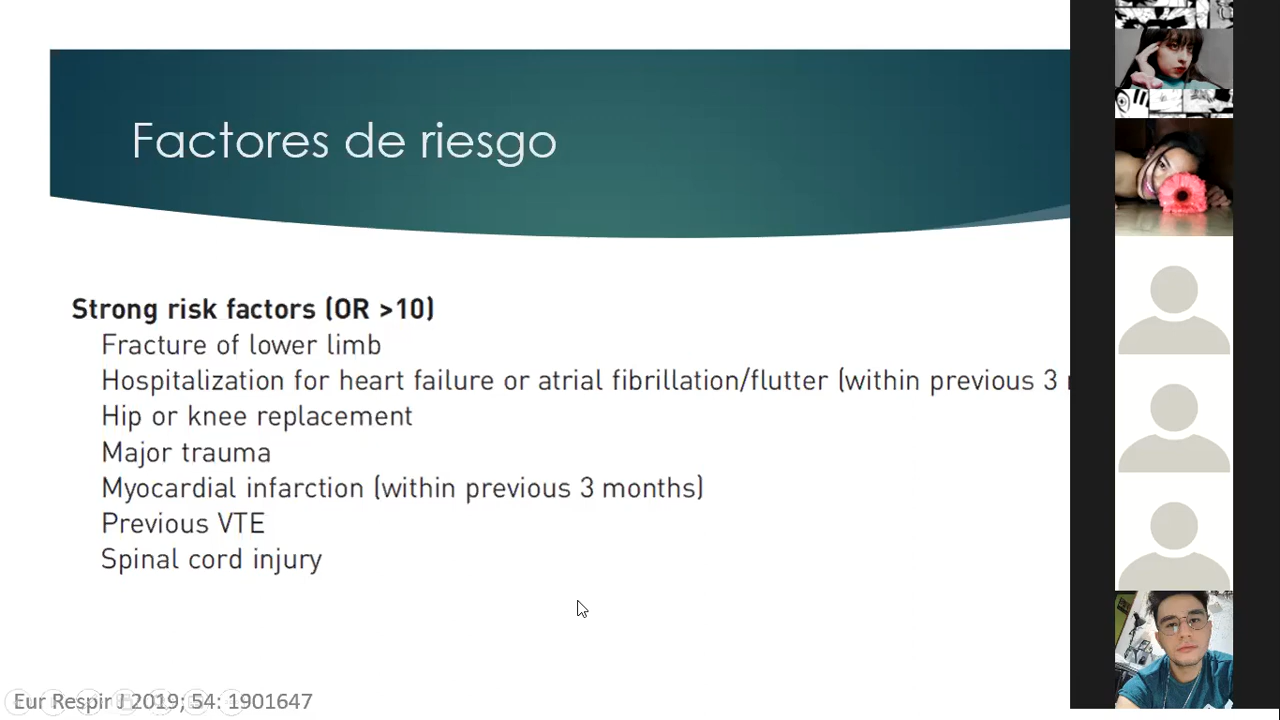 Factores de riesgo
Strong risk factors (OR >10)
Fracture of lower limb
Hospitalization for heart failure or atrial fibrillation/flutter (within previous 3
Hip or knee replacement
Major trauma
Myocardial infarction (within previous 3 months)
Previous VTE
Spinal cord injury
Eur Respir J 2019; 54: 1901647